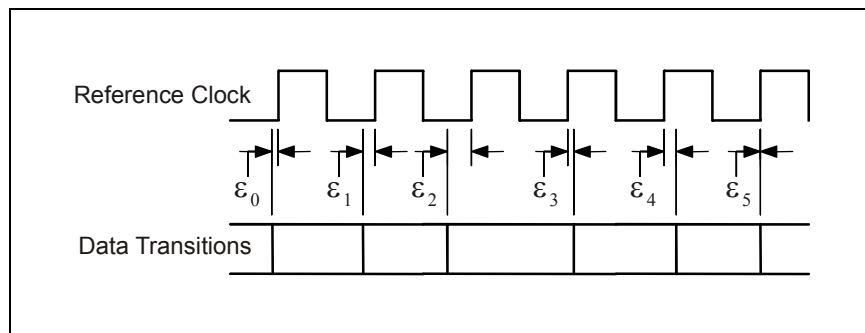 Reference Clock
ε0 ε1 ε2 ε3 ε4 ε5
Data Transitions